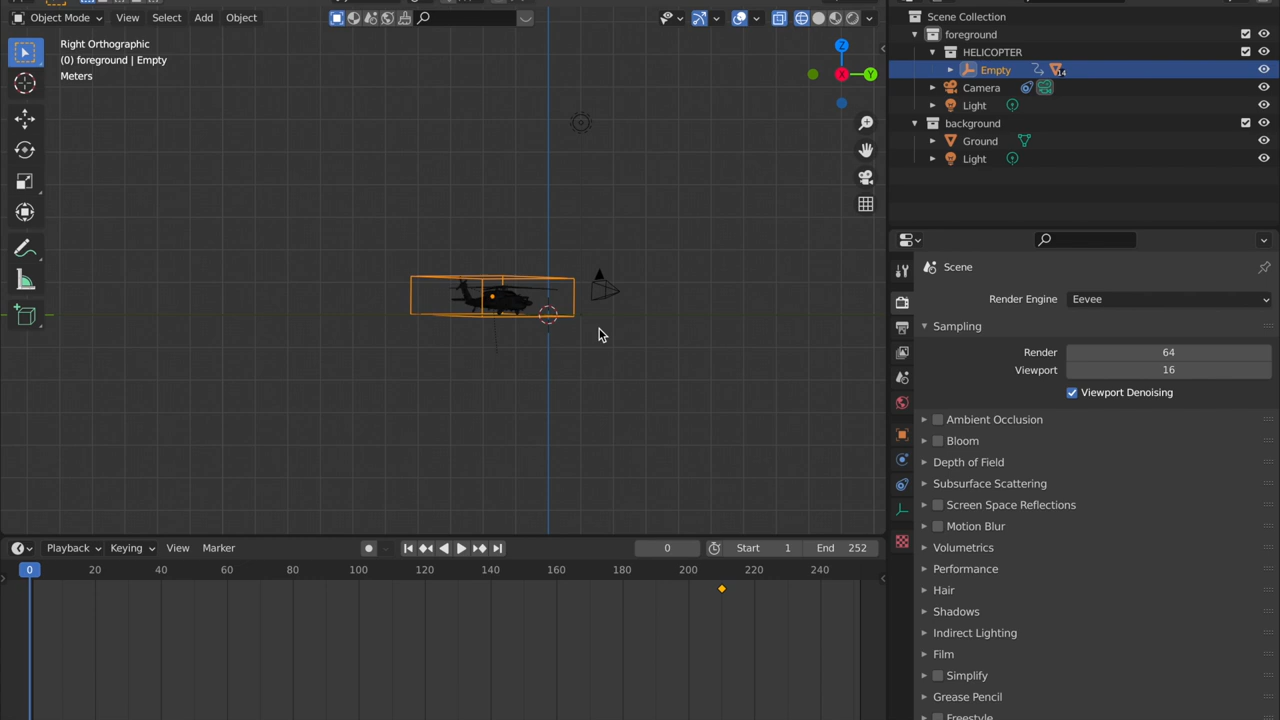 Object Mode View Select Add Object
Right Orthographic
(0) foreground | Empty
Meters
Z
X
Y
Scene Collection
foreground
HELICOPTER
Empty 14
Camera
Light
background
Ground
Light
Scene
Render Engine Eevee
Sampling
Render 64
Viewport 16
Viewport Denoising
Ambient Occlusion
Bloom
Depth of Field
Subsurface Scattering
Screen Space Reflections
Motion Blur
Volumetrics
Performance
Hair
Shadows
Indirect Lighting
Film
Simplify
Grease Pencil
Freestyle
Playback Keying View Marker 0 Start 1 End 252
0 20 40 60 80 100 120 140 160 180 200 220 240